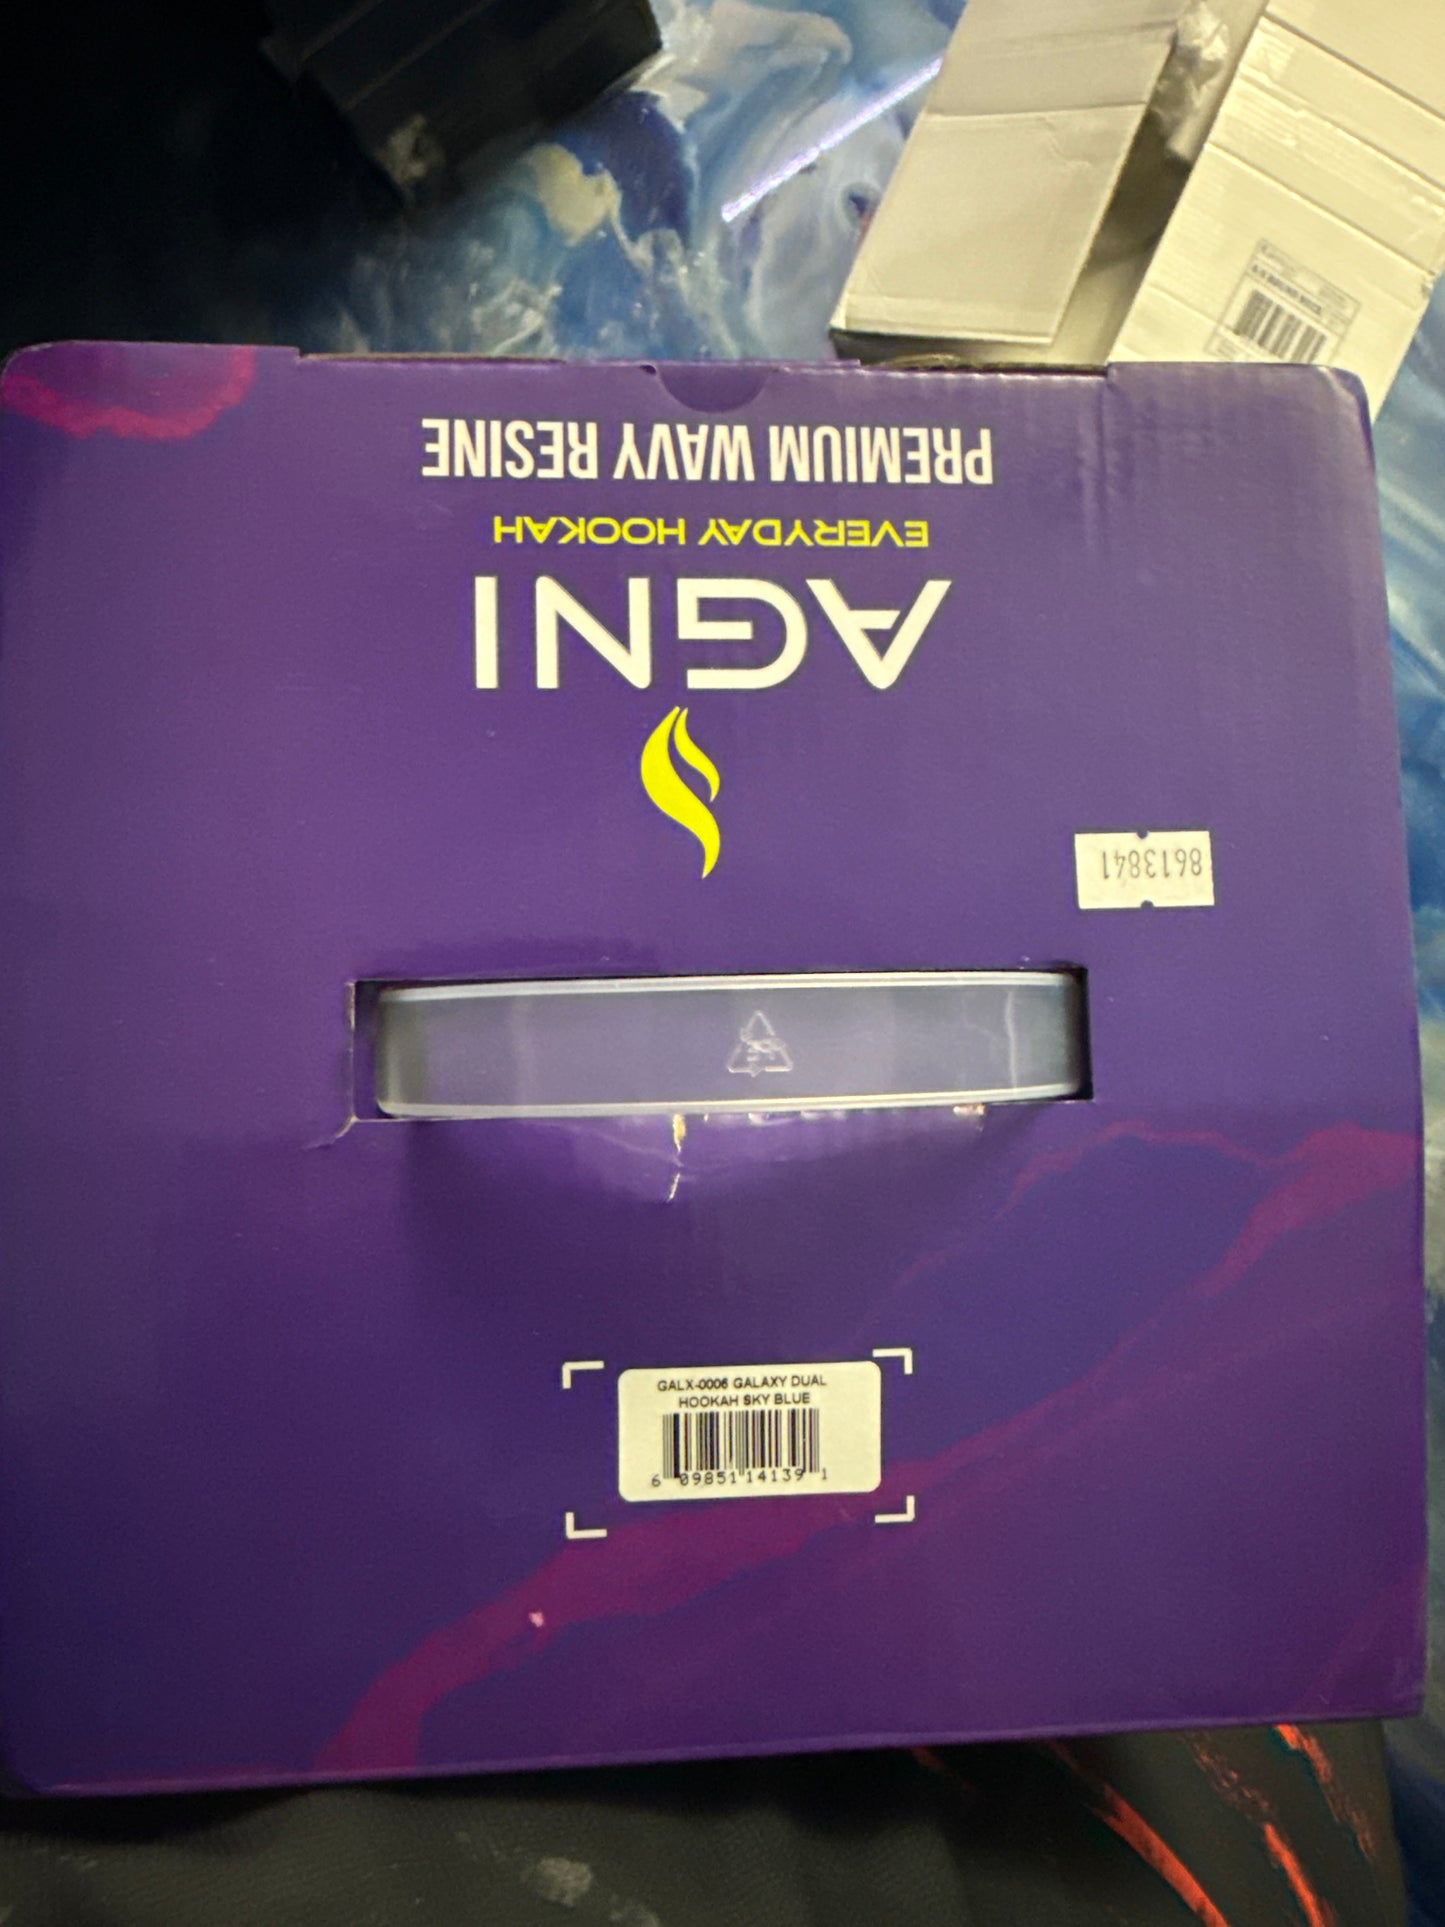 PREMIUM WAVY RESINE
EVERYDAY HOOKAH
AGNI
8613841
GALX-0006 GALAXY DUAL
HOOKAH SKY BLUE
6 09851 14139 1